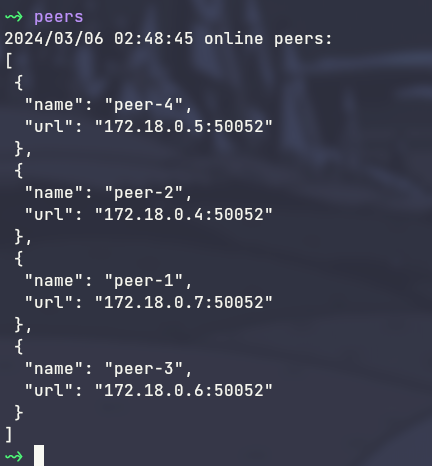 ~> peers
2024/03/06 02:48:45 online peers:
[
 {
  "name": "peer-4",
  "url": "172.18.0.5:50052"
 },
 {
  "name": "peer-2",
  "url": "172.18.0.4:50052"
 },
 {
  "name": "peer-1",
  "url": "172.18.0.7:50052"
 },
 {
  "name": "peer-3",
  "url": "172.18.0.6:50052"
 }
]
~>